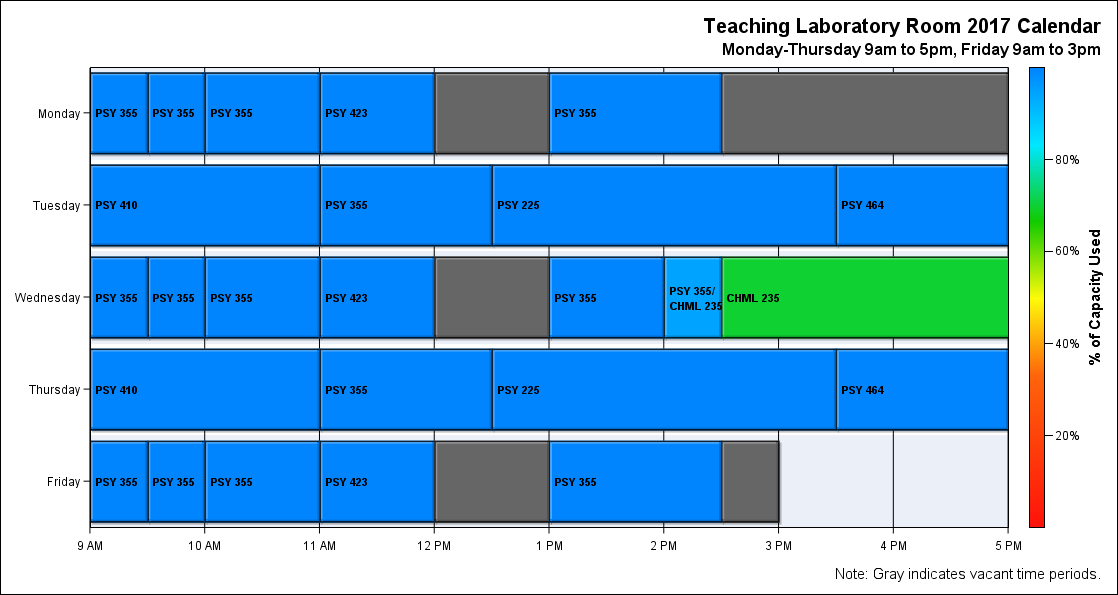 Teaching Laboratory Room 2017 Calendar
Monday-Thursday 9am to 5pm, Friday 9am to 3pm
Monday
PSY 355
PSY 355
PSY 355
PSY 423
PSY 355
Tuesday
PSY 410
PSY 355
PSY 225
PSY 464
Wednesday
PSY 355
PSY 355
PSY 355
PSY 423
PSY 355
PSY 355/
CHML 235
CHML 235
Thursday
PSY 410
PSY 355
PSY 225
PSY 464
Friday
PSY 355
PSY 355
PSY 355
PSY 423
PSY 355
9 AM
10 AM
11 AM
12 PM
1 PM
2 PM
3 PM
4 PM
5 PM
80%
60%
40%
20%
% of Capacity Used
Note: Gray indicates vacant time periods.